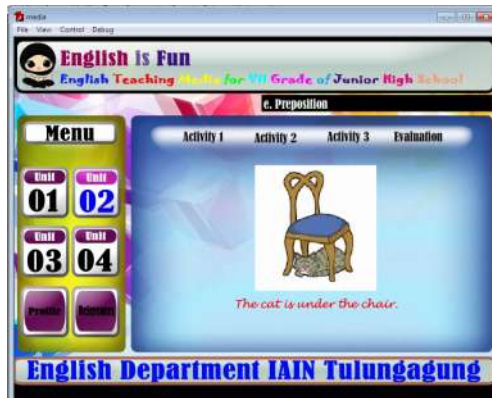 media
File View Control Debug
English is Fun
English Teaching Media for VII Grade of Junior High School
e. Preposition
Menu
Activity 1 Activity 2 Activity 3 Evaluation
Unit 01
Unit 02
Unit 03
Unit 04
The cat is under the chair.
Profile
English Department IAIN Tulungagung